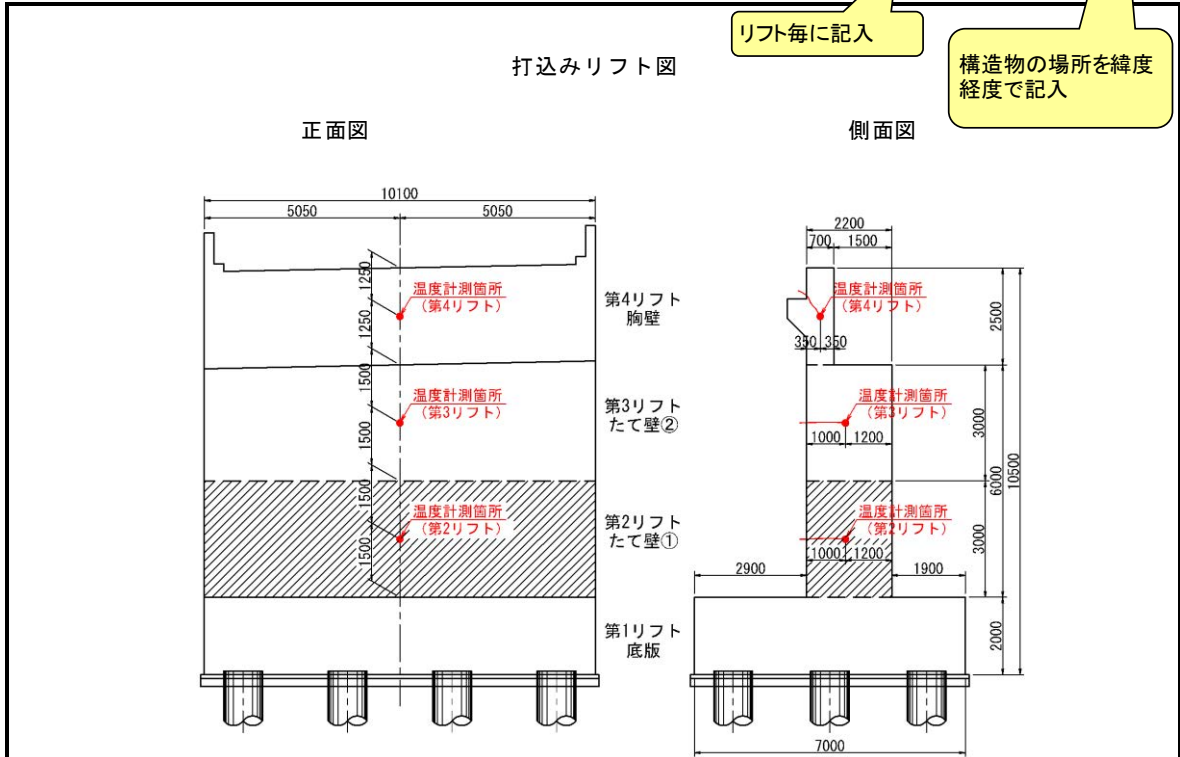 リフト毎に記入
構造物の場所を緯度
経度で記入
打込みリフト図
正面図
側面図
10100
5050
5050
1250
1250
1500
1500
1500
1500
温度計測箇所
(第4リフト)
温度計測箇所
(第3リフト)
温度計測箇所
(第2リフト)
第4リフト
胸壁
第3リフト
たて壁②
第2リフト
たて壁①
第1リフト
底版
2200
700
1500
温度計測箇所
(第4リフト)
350
350
2500
温度計測箇所
(第3リフト)
1000
1200
3000
6000
10500
温度計測箇所
(第2リフト)
1000
1200
3000
2900
1900
2000
7000